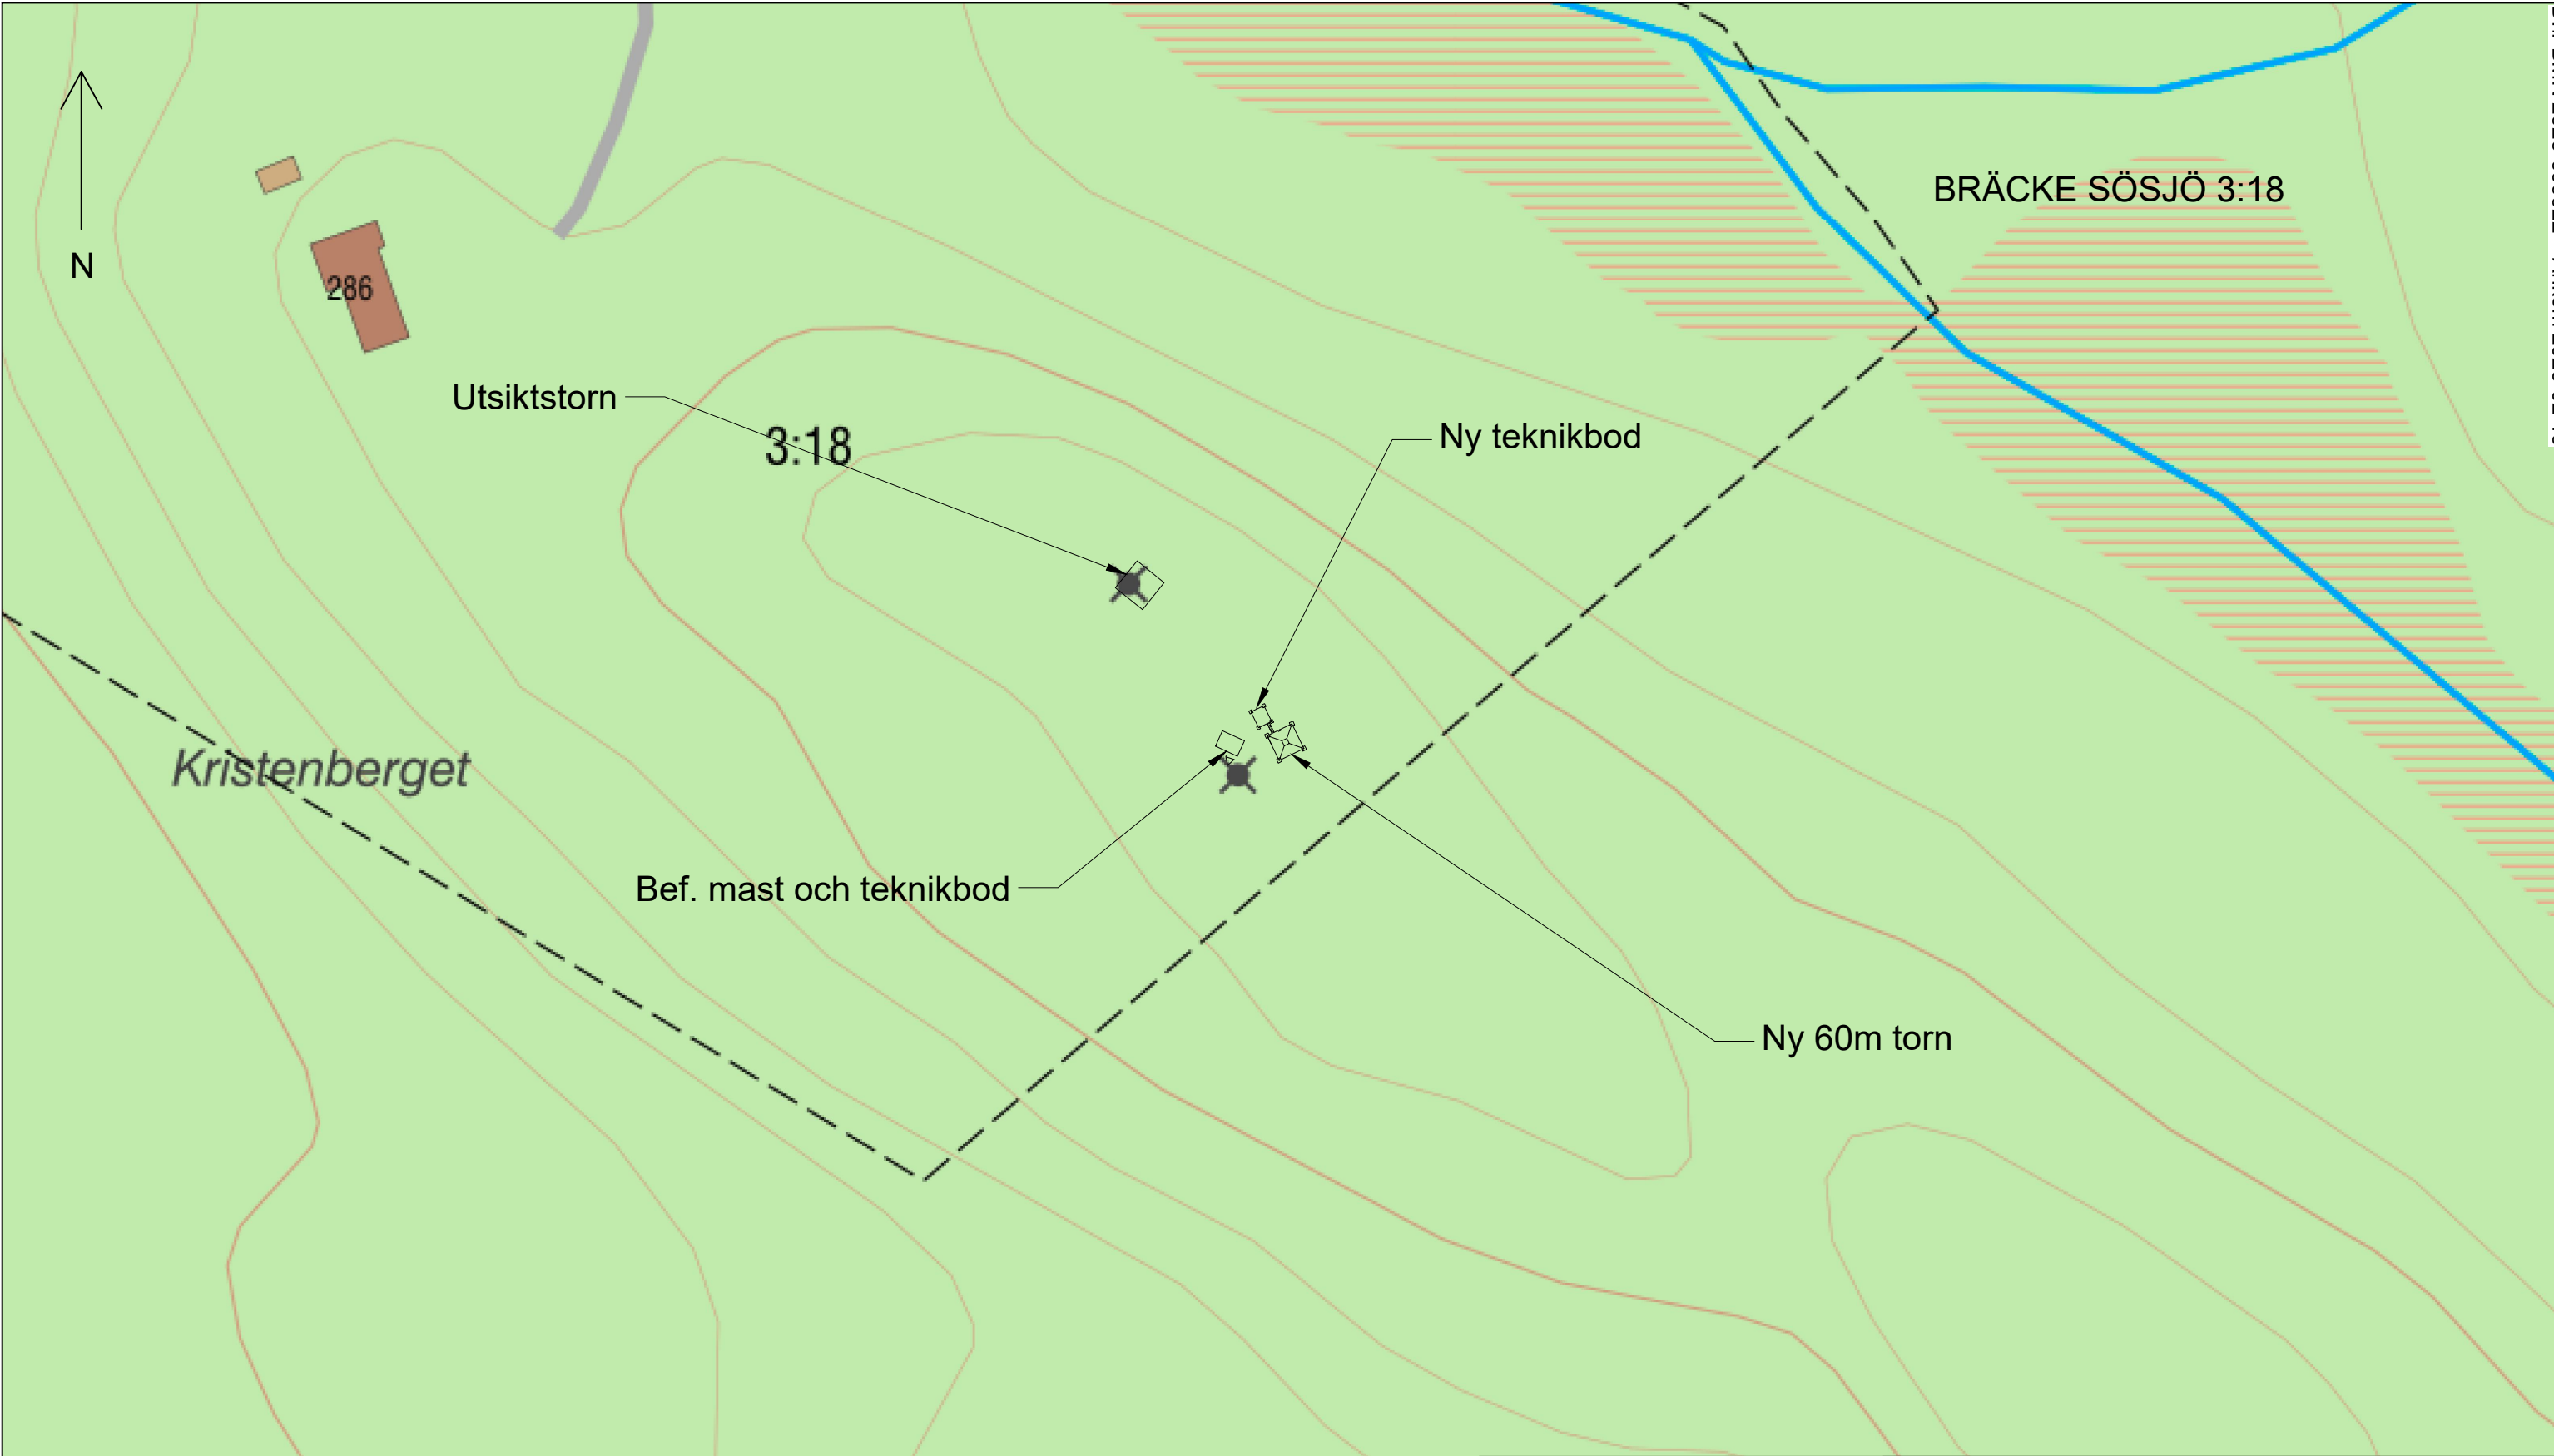 BRÄCKE SÖSJÖ 3:18
N
286
Utsiktstorn
3:18
Ny teknikbod
Kristenberget
Bef. mast och teknikbod
Ny 60m torn